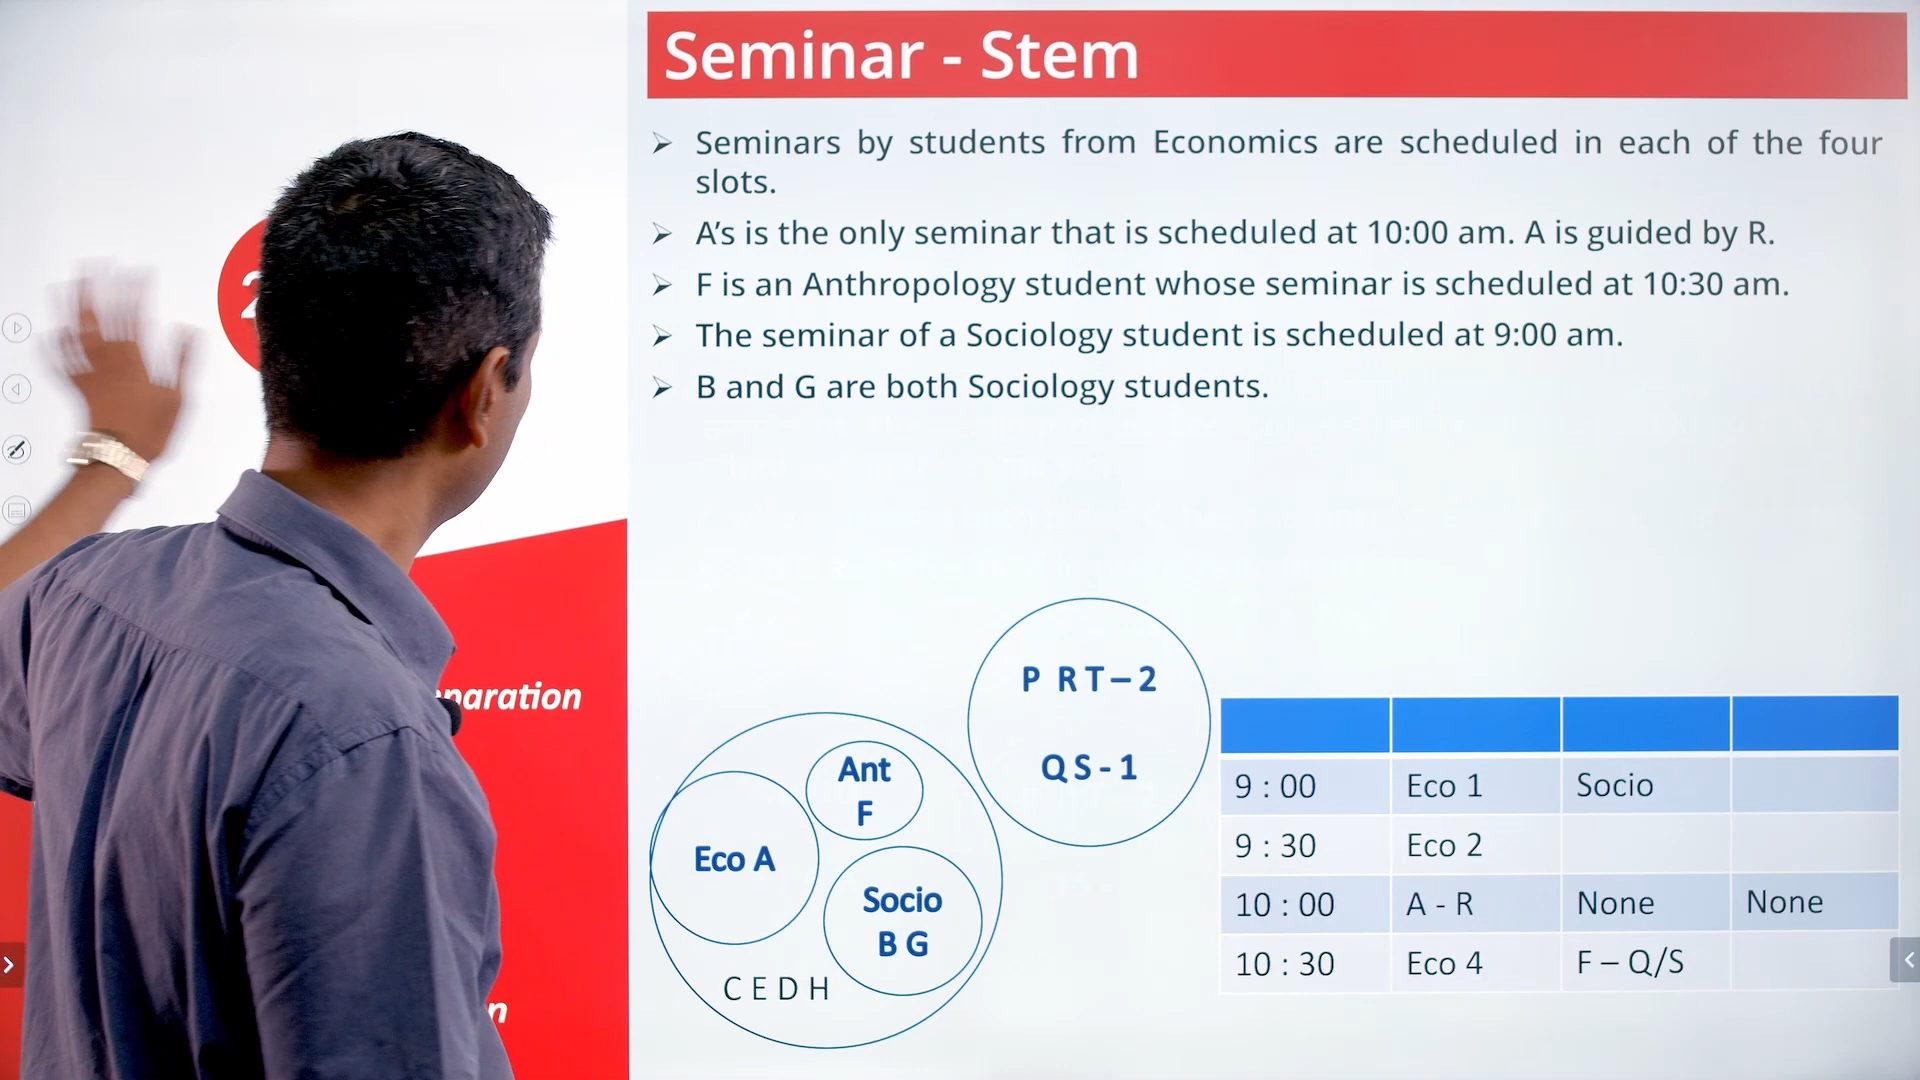 Seminar - Stem
Seminars by students from Economics are scheduled in each of the four
slots.
A's is the only seminar that is scheduled at 10:00 am. A is guided by R.
F is an Anthropology student whose seminar is scheduled at 10:30 am.
The seminar of a Sociology student is scheduled at 9:00 am.
B and G are both Sociology students.
2
paration
n
P R T – 2
Q S - 1
Ant
F
Eco A
Socio
B G
C E D H
9 : 00 Eco 1 Socio
9 : 30 Eco 2
10 : 00 A - R None None
10 : 30 Eco 4 F – Q/S